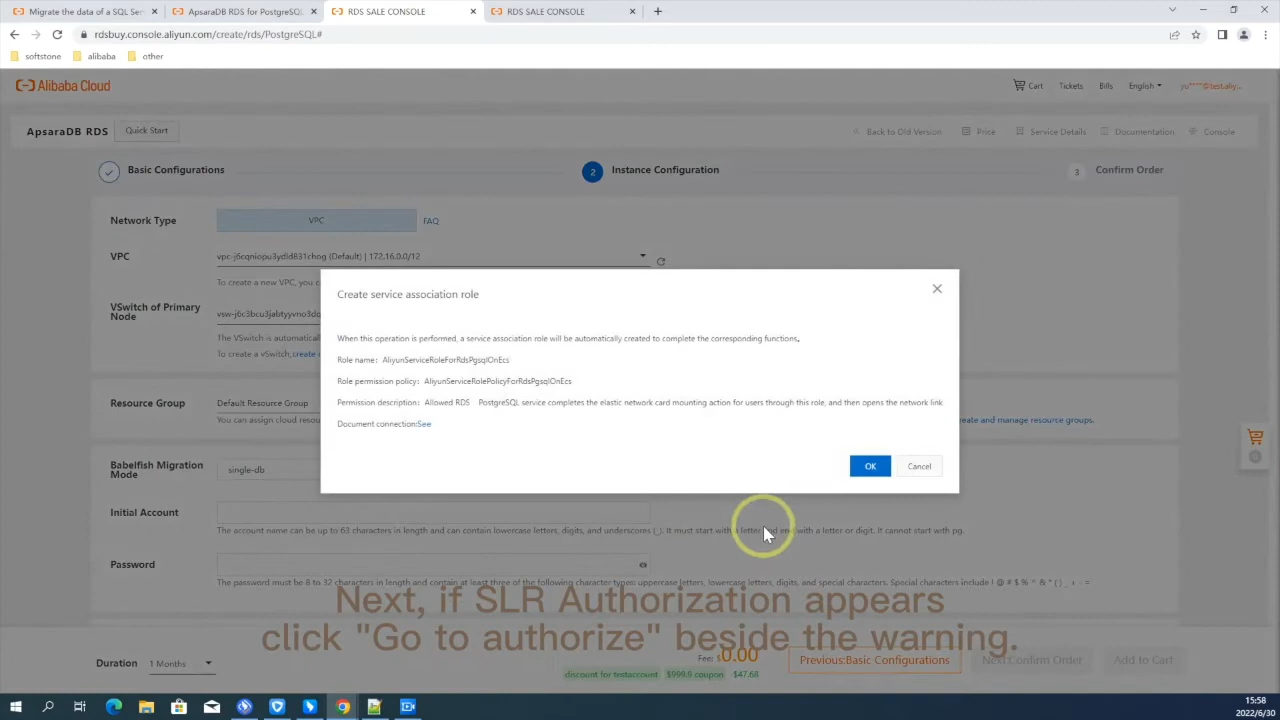 Migrate the data of a SQL Serv
ApsaraDB RDS for PostgreSQL
RDS SALE CONSOLE
RDS SALE CONSOLE
rdsbuy.console.aliyun.com/create/rds/PostgreSQL#
softstone
alibaba
other
Alibaba Cloud
Cart
Tickets
Bills
English
yu****@test.aliy...
ApsaraDB RDS
Quick Start
Back to Old Version
Price
Service Details
Documentation
Console
Basic Configurations
2
Instance Configuration
3
Confirm Order
Network Type
VPC
FAQ
VPC
vpc-j6cqniopu3ydid831chog (Default) | 172.16.0.0/12
To create a new VPC, you c
VSwitch of Primary
Node
vsw-j6c3bcu3jabtyyvno3do
The VSwitch is automaticall
To create a vSwitch, create i
Create service association role
When this operation is performed, a service association role will be automatically created to complete the corresponding functions。
Role name： AliyunServiceRoleForRdsPgsqlOnEcs
Role permission policy： AliyunServiceRolePolicyForRdsPgsqlOnEcs
Permission description： Allowed RDS PostgreSQL service completes the elastic network card mounting action for users through this role, and then opens the network link
Document connection:See
OK
Cancel
Resource Group
Default Resource Group
You can assign cloud resou
reate and manage resource groups.
Babelfish Migration
Mode
single-db
Initial Account
The account name can be up to 63 characters in length and can contain lowercase letters, digits, and underscores (_). It must start with a letter and end with a letter or digit. It cannot start with pg.
Password
The password must be 8 to 32 characters in length and contain at least three of the following character types: uppercase letters, lowercase letters, digits, and special characters. Special characters include ! @ # $ % ^ & * ( ) _ + - =
Next, if SLR Authorization appears
click "Go to authorize" beside the warning.
Duration
1 Months
Fee: $0.00
discount for testaccount
$999.9 coupon
$47.68
Previous:Basic Configurations
Next:Confirm Order
Add to Cart
15:58
2022/6/30